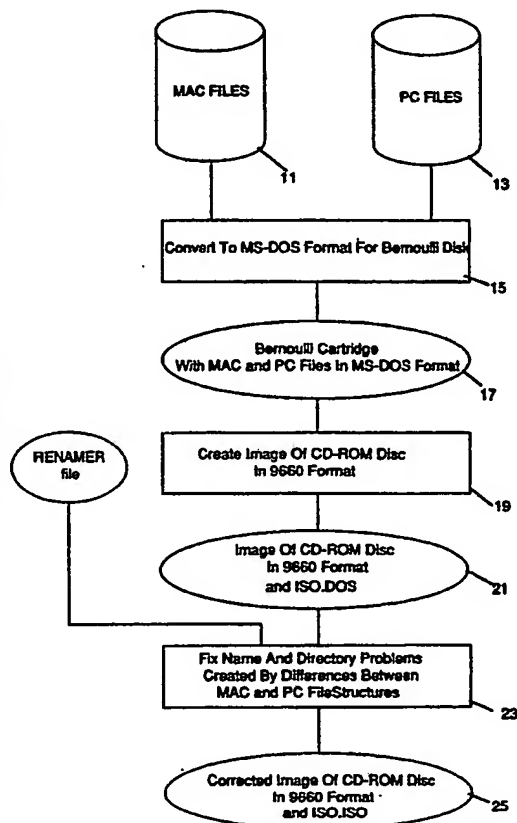 MAC FILES
PC FILES
11
13
Convert To MS-DOS Format For Bernoulli Disk
15
Bernoulli Cartridge
With MAC and PC Files In MS-DOS Format
17
RENAMER
file
Create Image Of CD-ROM Disc
In 9660 Format
19
Image Of CD-ROM Disc
In 9660 Format
and ISO.DOS
21
Fix Name And Directory Problems
Created By Differences Between
MAC and PC FileStructures
23
Corrected Image Of CD-ROM Disc
In 9660 Format
and ISO.ISO
25